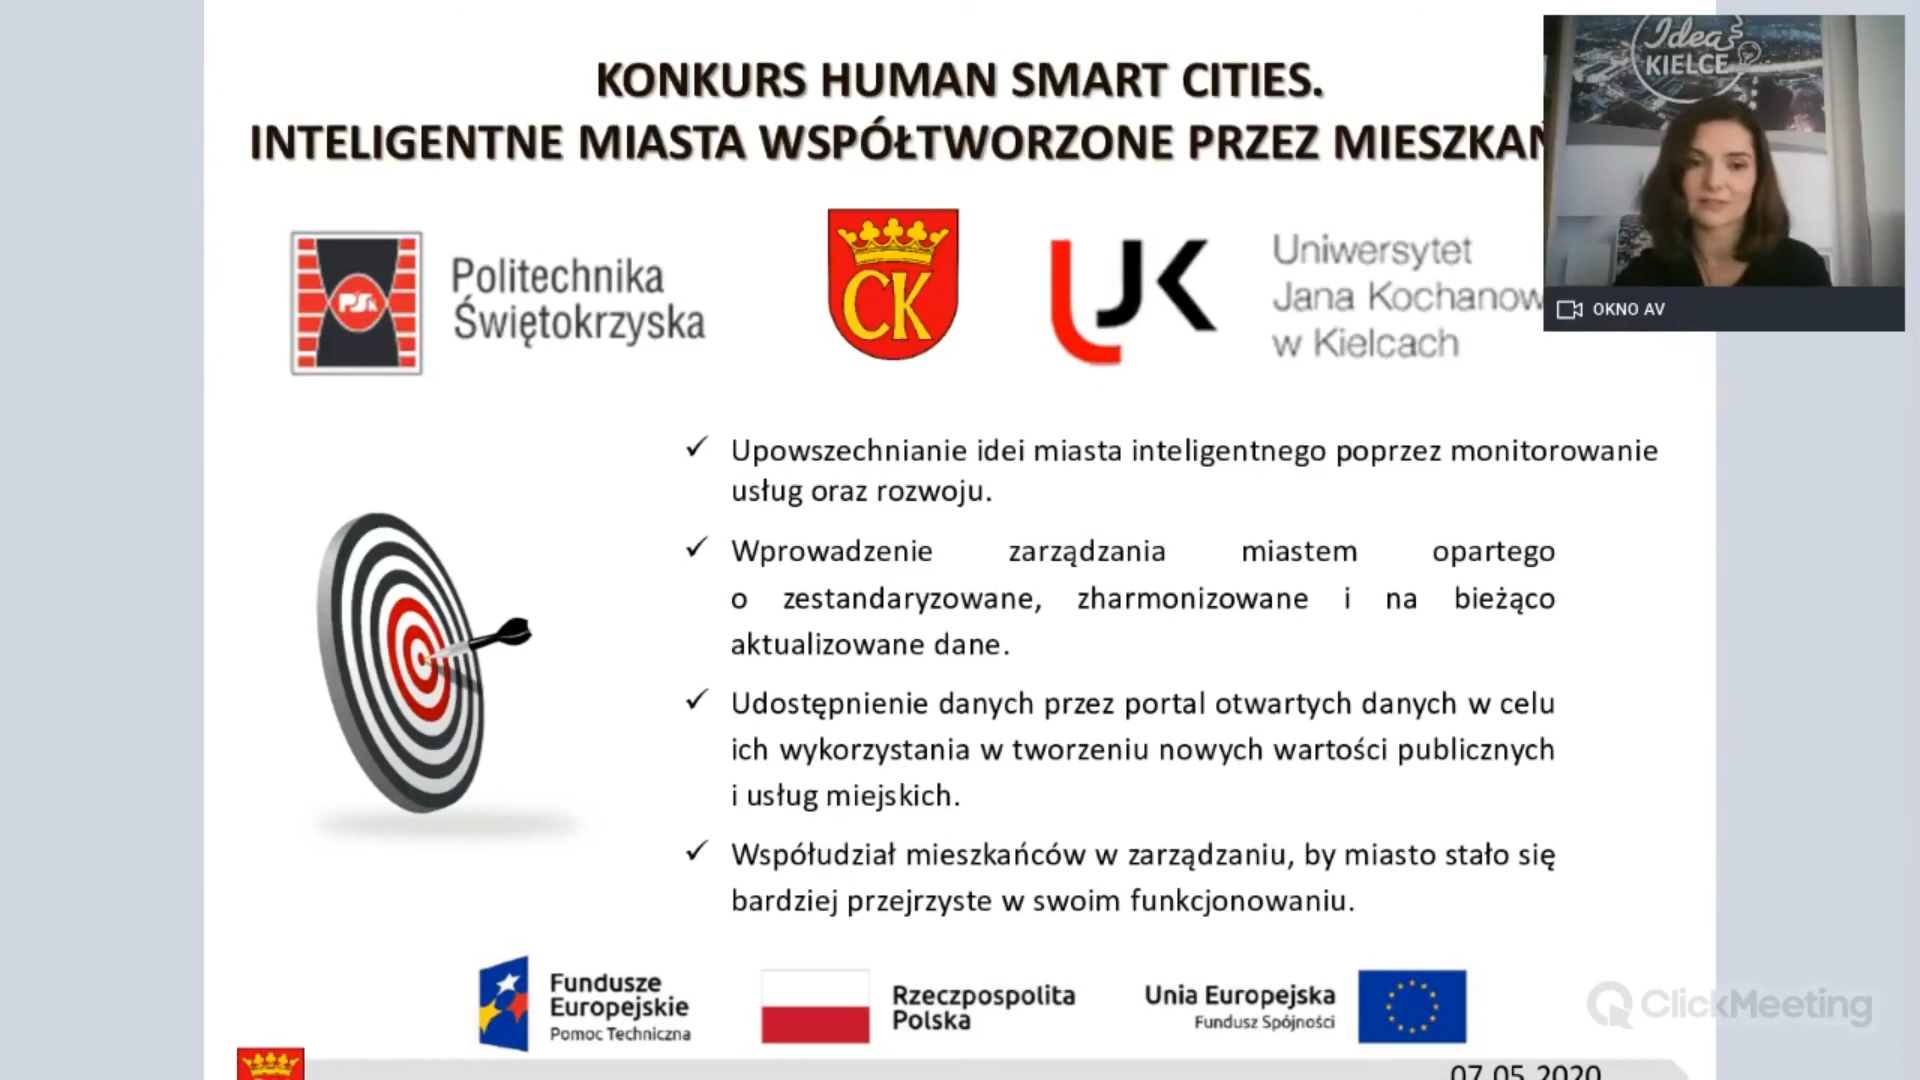 KONKURS HUMAN SMART CITIES.
INTELIGENTNE MIASTA WSPÓŁTWORZONE PRZEZ
Idea
KIELCE
OKNO AV
PŚk
Politechnika
Świętokrzyska
CK
UJK
Uniwersytet
Jana
w Kielcach
✓ Upowszechnianie idei miasta inteligentnego poprzez monitorowanie
usług oraz rozwoju.
✓ Wprowadzenie zarządzania miastem opartego
o zestandaryzowane, zharmonizowane i na bieżąco
aktualizowane dane.
✓ Udostępnienie danych przez portal otwartych danych w celu
ich wykorzystania w tworzeniu nowych wartości publicznych
i usług miejskich.
✓ Współudział mieszkańców w zarządzaniu, by miasto stało się
bardziej przejrzyste w swoim funkcjonowaniu.
Fundusze
Europejskie
Pomoc Techniczna
Rzeczpospolita
Polska
Unia Europejska
Fundusz Spójności
ClickMeeting
07.05.2020